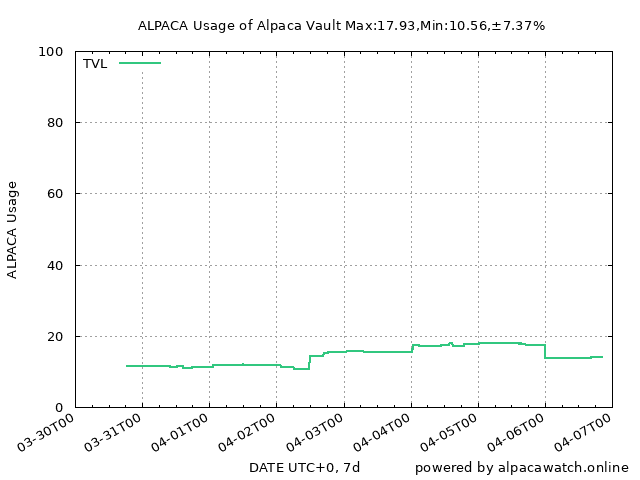 ALPACA Usage of Alpaca Vault Max:17.93,Min:10.56,±7.37%
100
TVL
80
60
ALPACA Usage
40
20
0
03-30T00 03-31T00 04-01T00 04-02T00 04-03T00 04-04T00 04-05T00 04-06T00 04-07T00
DATE UTC+0, 7d powered by alpacawatch.online